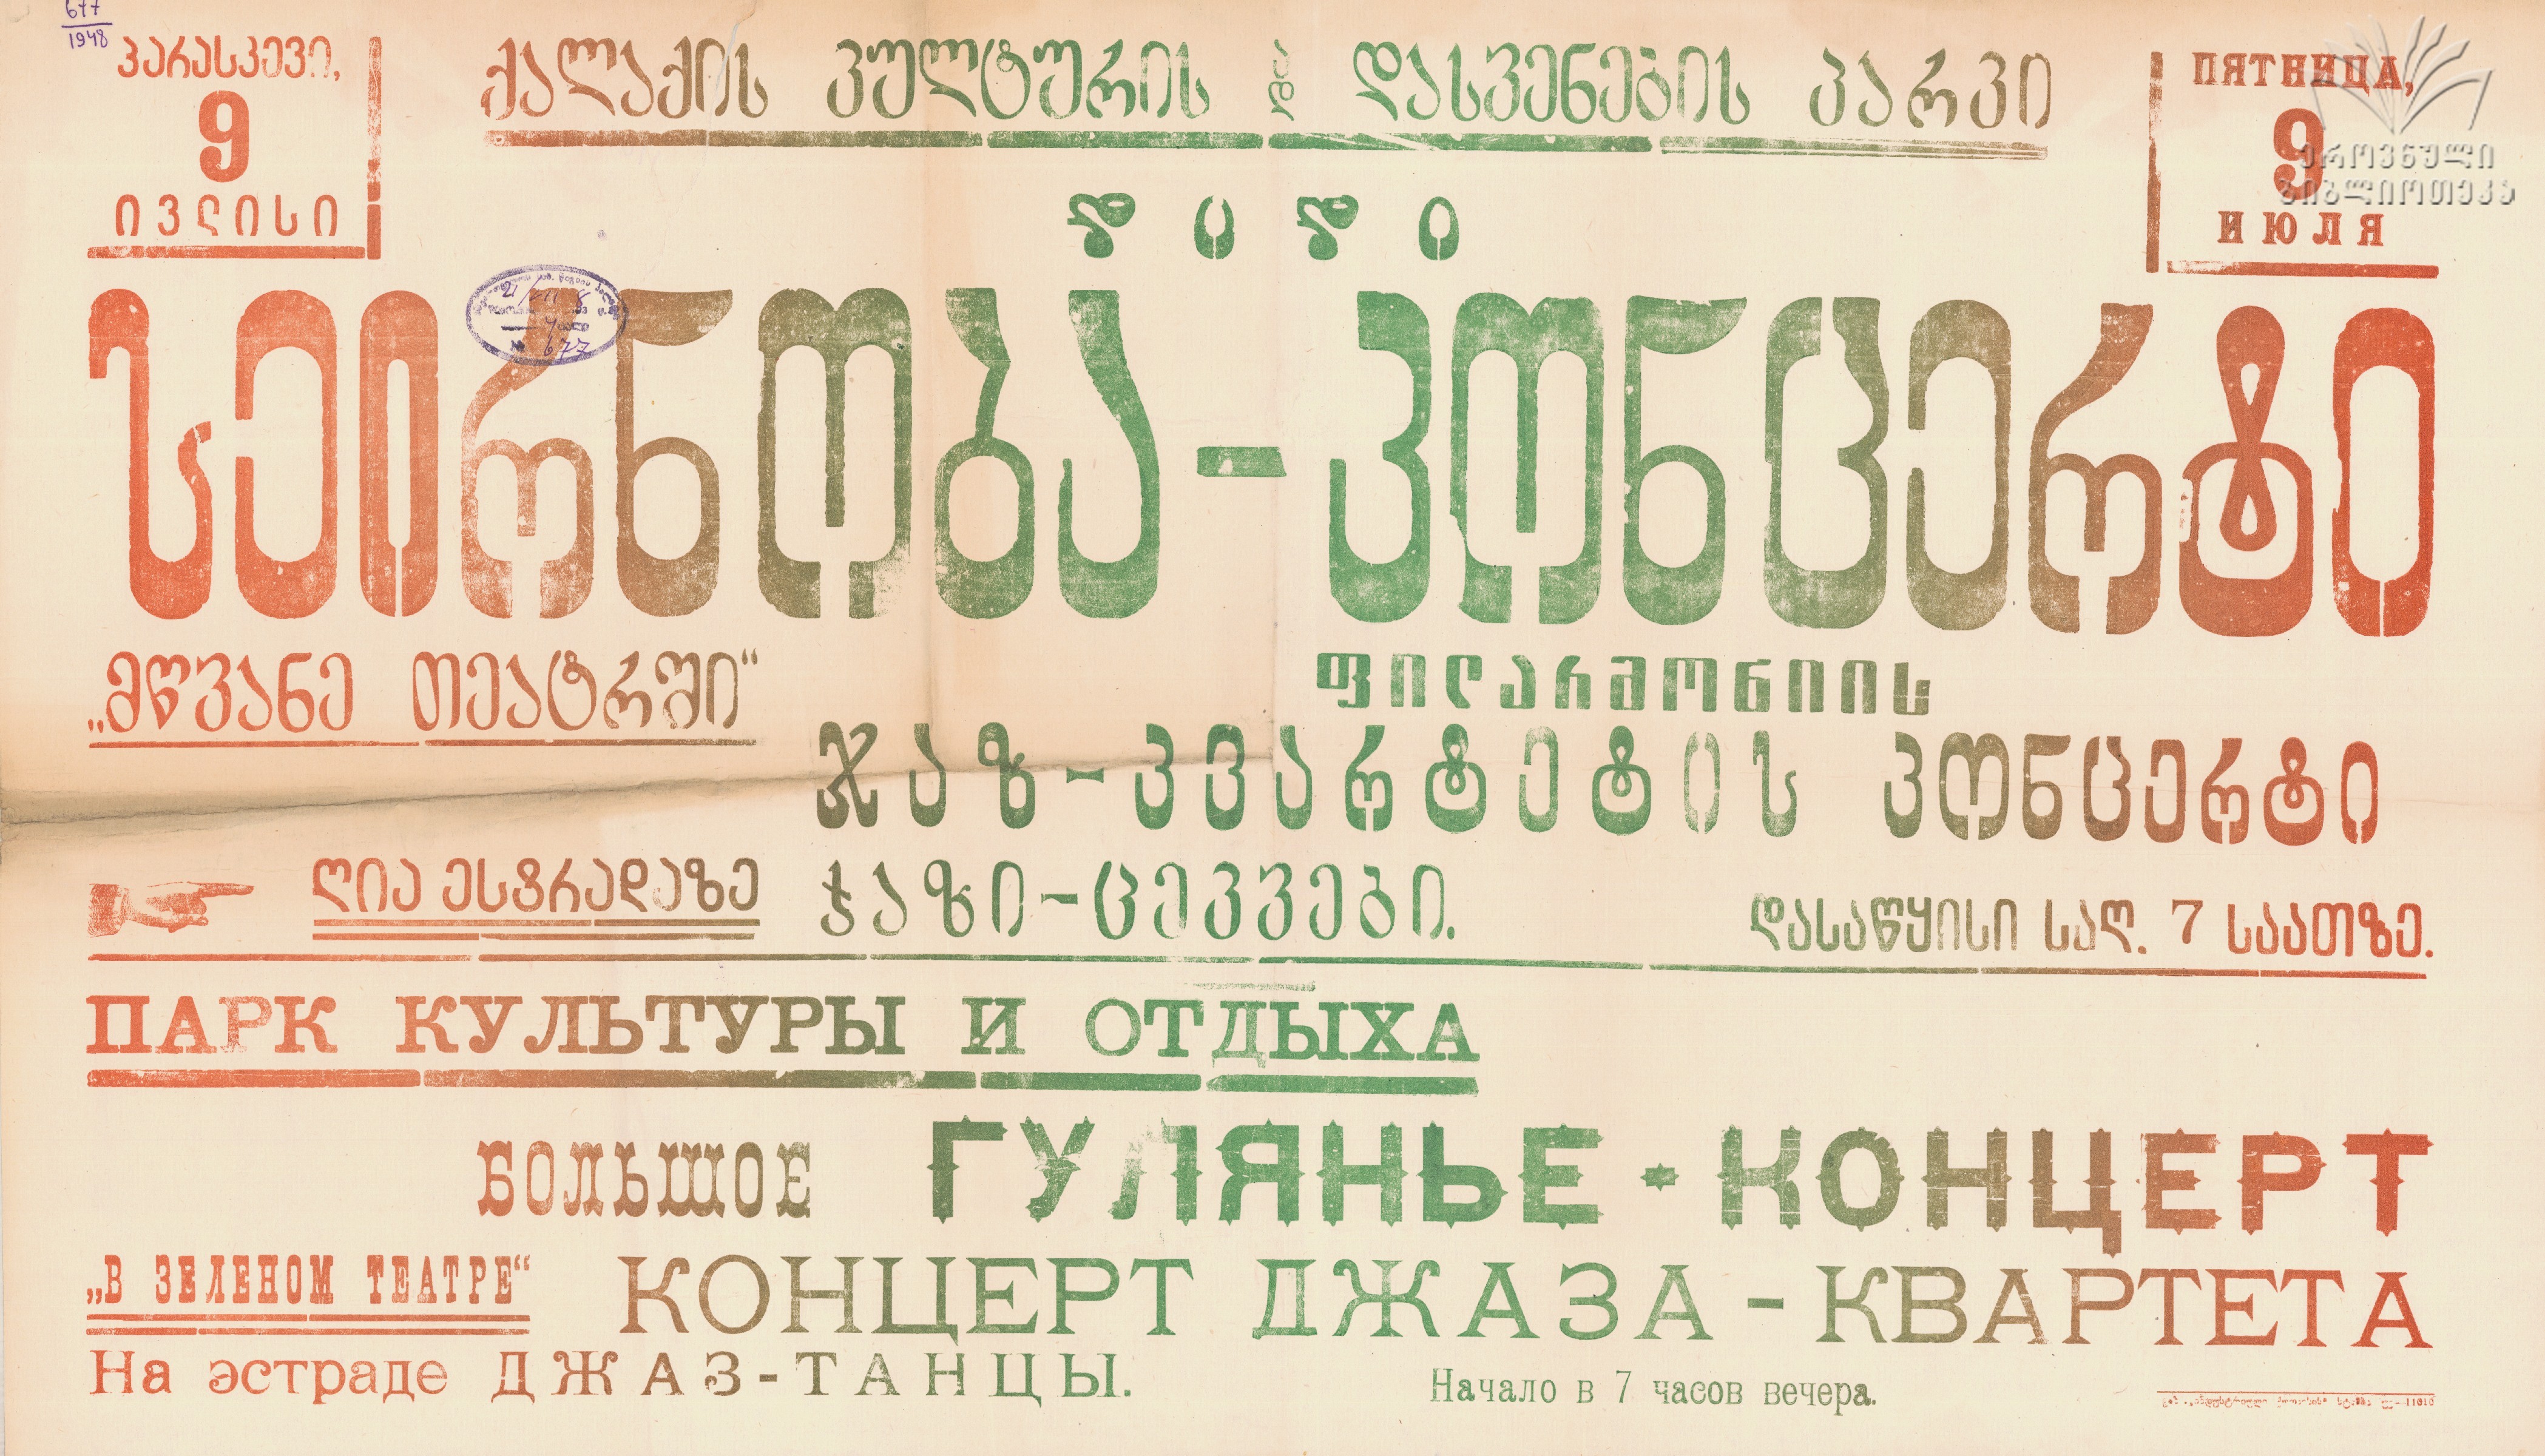 677
1948
პარასკევი,
9
ივლისი
ქალაქის კულტურის და დასვენების პარკი
ПЯТНИЦА,
9
ИЮЛЯ
ეროვნული
ბიბლიოთეკა
დიდი
სეირნობა-კონცერტი
677
„მწვანე თეატრში“
ფილარმონიის
ჯაზ-კვარტეტის კონცერტი
ღია ესტრადაზე ჯაზი-ცეკვები.
დასაწყისი საღ. 7 საათზე.
ПАРК КУЛЬТУРЫ И ОТДЫХА
БОЛЬШОЕ ГУЛЯНЬЕ-КОНЦЕРТ
„В ЗЕЛЕНОМ ТЕАТРЕ“ КОНЦЕРТ ДЖАЗА-КВАРТЕТА
На эстраде ДЖАЗ-ТАНЦЫ.
Начало в 7 часов вечера.